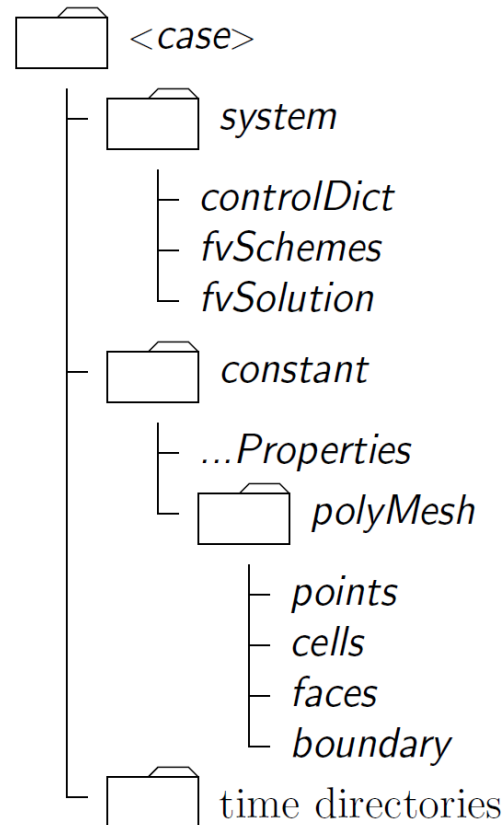 <case>
system
controlDict
fvSchemes
fvSolution
constant
...Properties
polyMesh
points
cells
faces
boundary
time directories